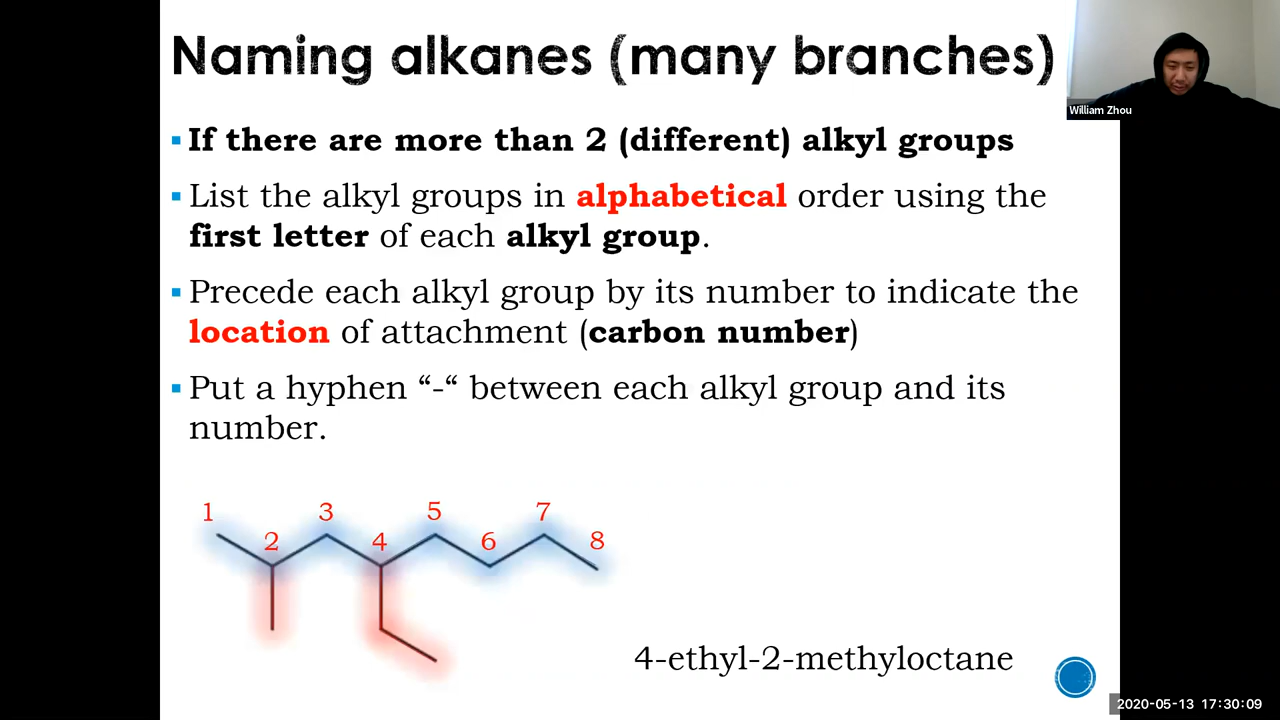 Naming alkanes (many branches)
William Zhou
If there are more than 2 (different) alkyl groups
List the alkyl groups in alphabetical order using the
first letter of each alkyl group.
Precede each alkyl group by its number to indicate the
location of attachment (carbon number)
Put a hyphen “-“ between each alkyl group and its
number.
1 3 5 7
2 4 6 8
4-ethyl-2-methyloctane
2020-05-13 17:30:09